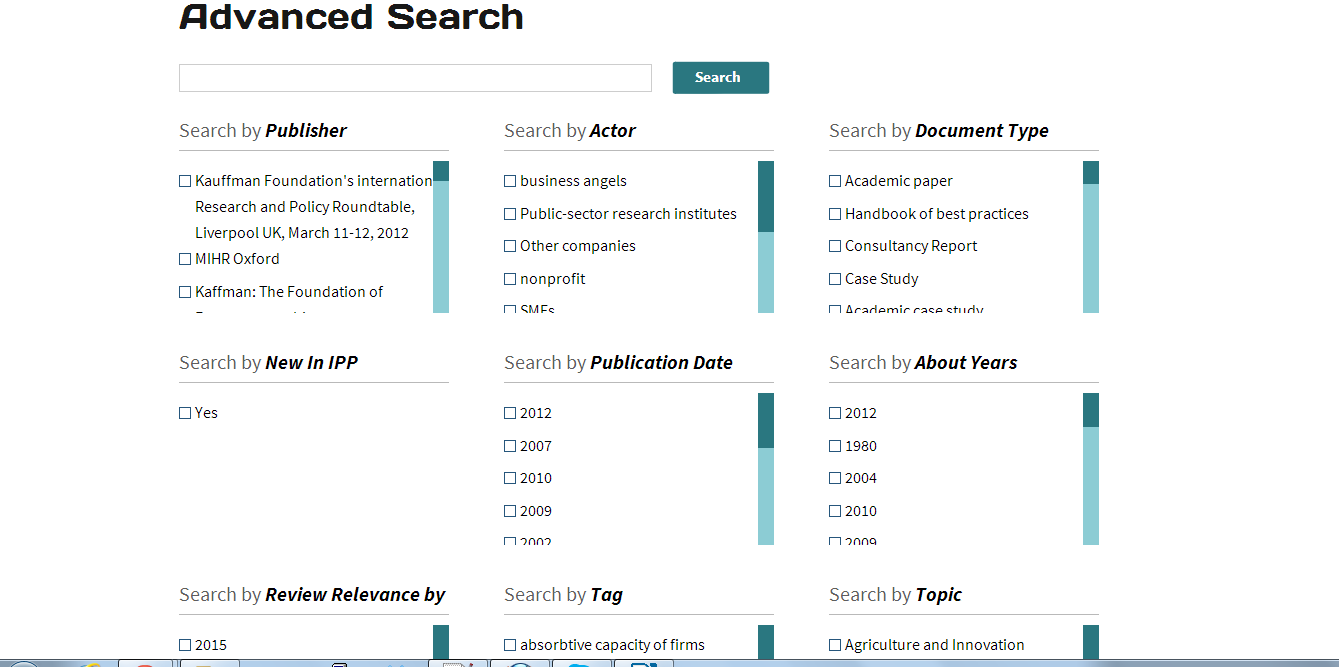 Advanced Search
Search
Search by Publisher
Kauffman Foundation's internation
Research and Policy Roundtable,
Liverpool UK, March 11-12, 2012
MIHR Oxford
Kaffman: The Foundation of
Search by Actor
business angels
Public-sector research institutes
Other companies
nonprofit
SMEs
Search by Document Type
Academic paper
Handbook of best practices
Consultancy Report
Case Study
Academic case study
Search by New In IPP
Yes
Search by Publication Date
2012
2007
2010
2009
2002
Search by About Years
2012
1980
2004
2010
2009
Search by Review Relevance by
2015
Search by Tag
absorbtive capacity of firms
Search by Topic
Agriculture and Innovation